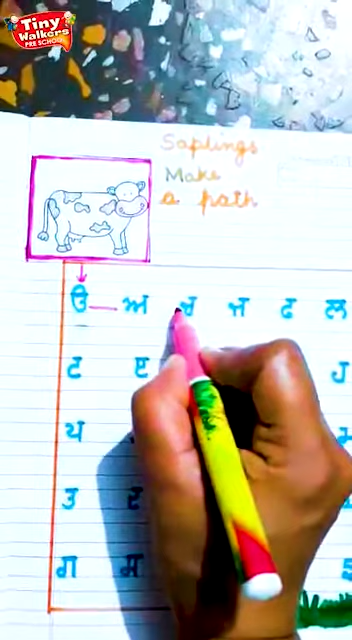 Tiny
Walkers
PRE SCHOOL
Saplings
Make
a path
ੳ ਅ ਚ ਜ ਫ ਲ
ਟ ੲ ਹ
ਪ
ਤ ਦ
ਗ ਸ